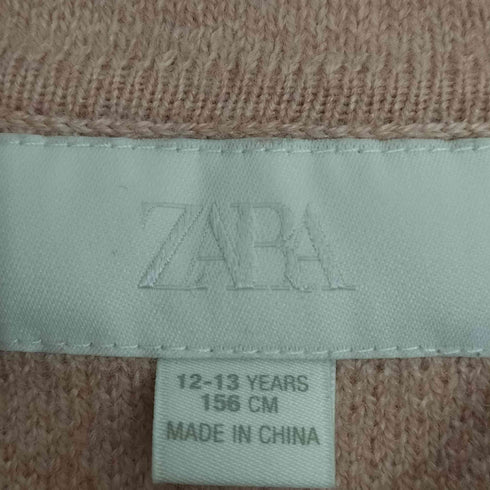 ZARA
12-13 YEARS
156 CM
MADE IN CHINA